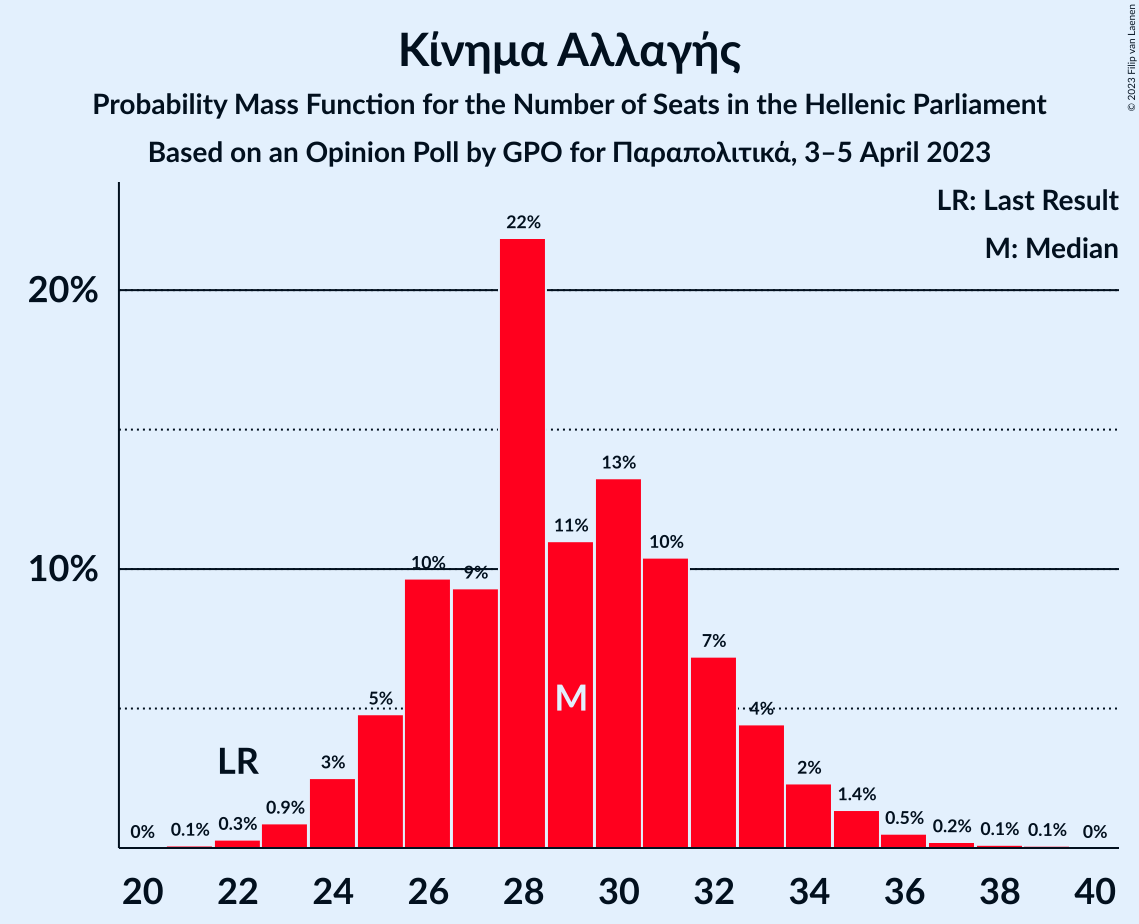 Κίνημα Αλλαγής
Probability Mass Function for the Number of Seats in the Hellenic Parliament
Based on an Opinion Poll by GPO for Παραπολιτικά, 3–5 April 2023
© 2023 Filip van Laenen
LR: Last Result
M: Median
20%
10%
0%
0.1%
0.3%
0.9%
3%
5%
10%
9%
22%
11%
13%
10%
7%
4%
2%
1.4%
0.5%
0.2%
0.1%
0.1%
0%
LR
M
20 22 24 26 28 30 32 34 36 38 40